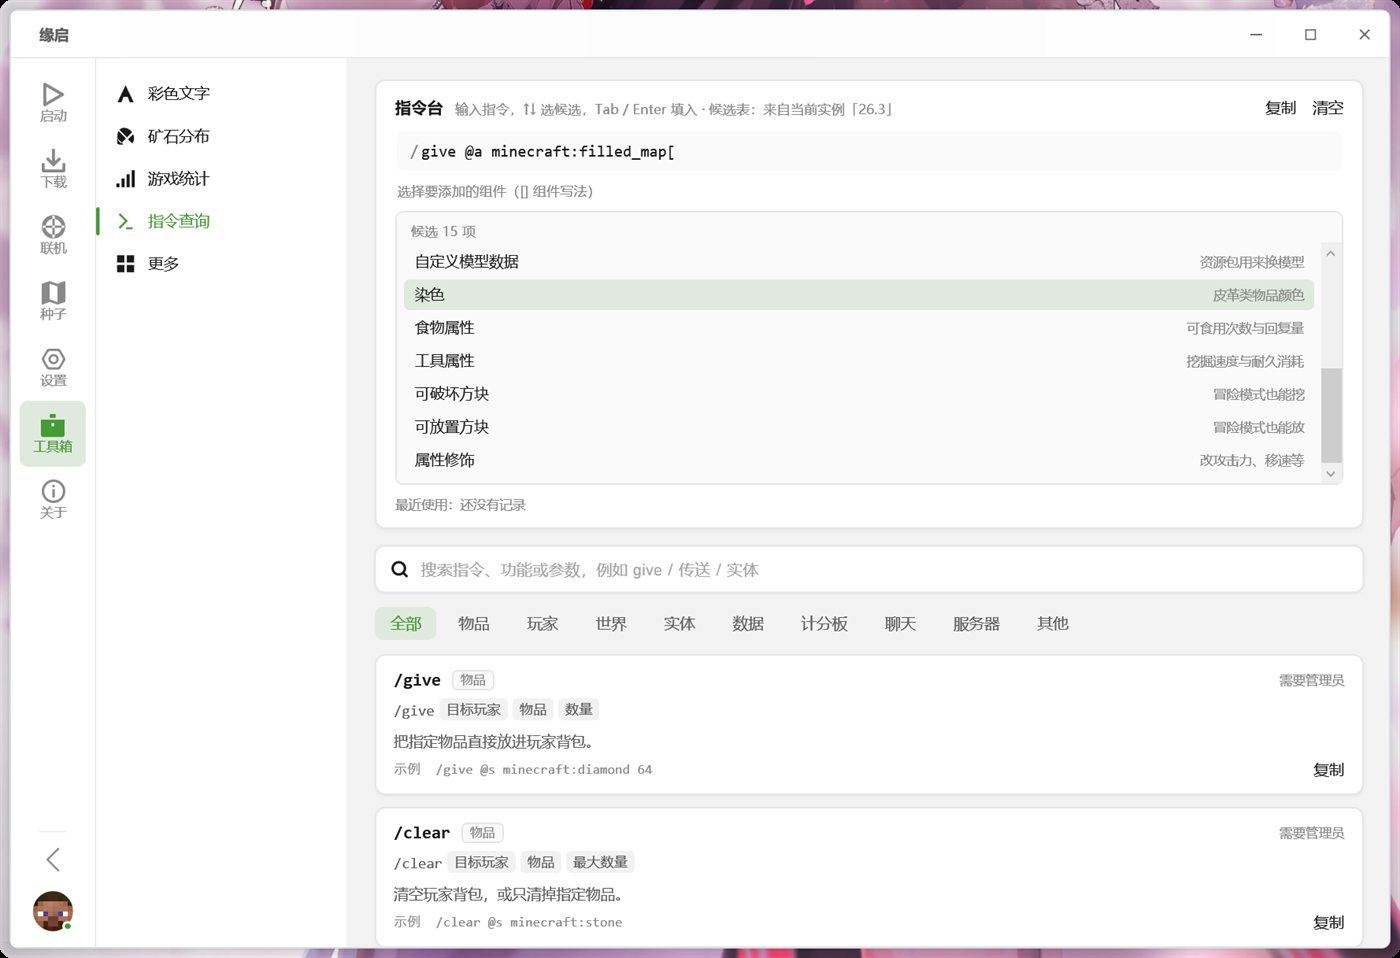 缘启
启动
下载
联机
种子
设置
工具箱
关于
彩色文字
矿石分布
游戏统计
指令查询
更多
指令台 输入指令，↑↓ 选候选，Tab / Enter 填入 · 候选表：来自当前实例「26.3」 复制 清空
/give @a minecraft:filled_map[
选择要添加的组件（[] 组件写法）
候选 15 项
自定义模型数据 资源包用来换模型
染色 皮革类物品颜色
食物属性 可食用次数与回复量
工具属性 挖掘速度与耐久消耗
可破坏方块 冒险模式也能挖
可放置方块 冒险模式也能放
属性修饰 改攻击力、移速等
最近使用：还没有记录
搜索指令、功能或参数，例如 give / 传送 / 实体
全部 物品 玩家 世界 实体 数据 计分板 聊天 服务器 其他
/give 物品 需要管理员
/give 目标玩家 物品 数量
把指定物品直接放进玩家背包。
示例 /give @s minecraft:diamond 64 复制
/clear 物品 需要管理员
/clear 目标玩家 物品 最大数量
清空玩家背包，或只清掉指定物品。
示例 /clear @s minecraft:stone 复制